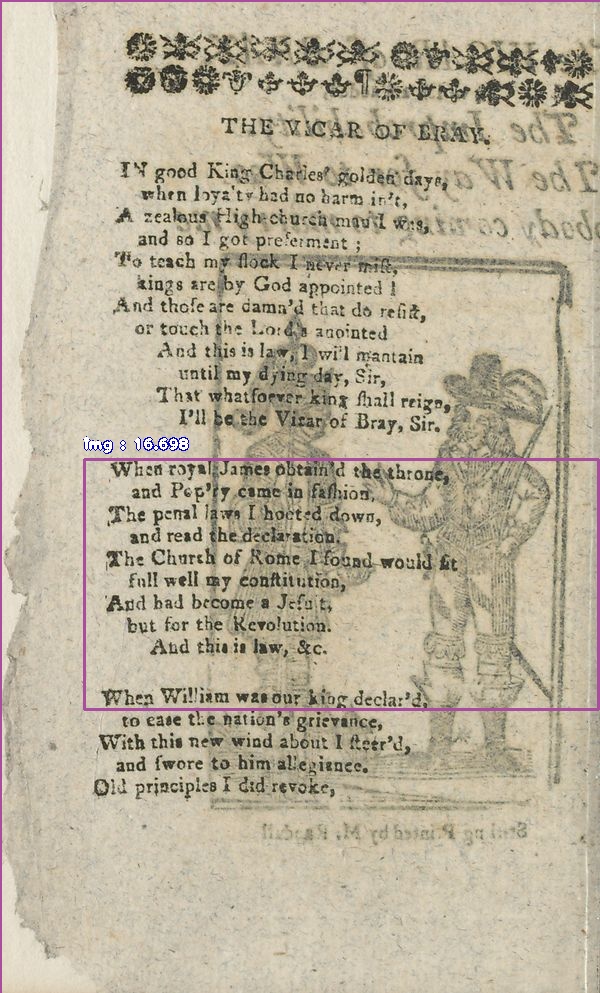 THE VICAR OF BRAY.
IN good King Charles' golden days,
when loyalty had no harm in't,
A zealous High-church man I was,
and so I got preferment ;
To teach my flock I never miſt,
kings are by God appointed !
And thoſe are damn'd that do reſiſt,
or touch the Lord's anointed
And this is law, I will mantain
until my dying day, Sir,
That whatſoever king ſhall reign,
I'll be the Vicar of Bray, Sir.
img : 16.698
When royal James obtain'd the throne,
and Pop'ry came in faſhion,
The penal laws I hooted down,
and read the declaration.
The Church of Rome I found would fit
full well my conſtitution,
And had become a Jeſuit,
but for the Revolution.
And this is law, &c.
When William was our king declar'd,
to eaſe the nation's grievance,
With this new wind about I ſteer'd,
and ſwore to him allegiance.
Old principles I did revoke,